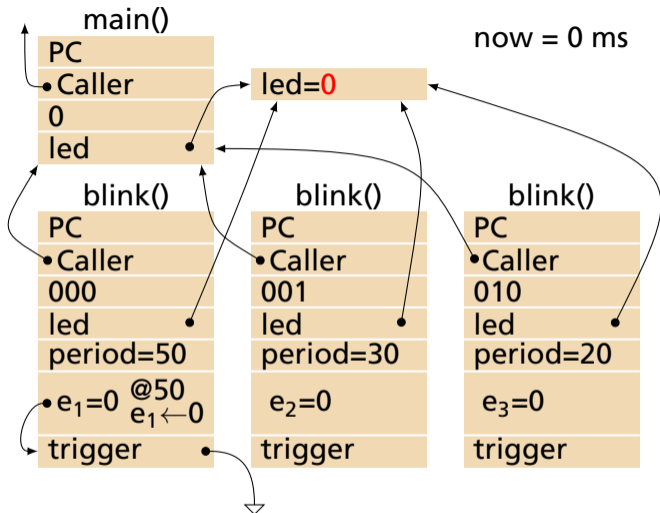 main()
PC
Caller
0
led
led=0
now = 0 ms
blink()
PC
Caller
000
led
period=50
e₁=0 @50
e₁←0
trigger
blink()
PC
Caller
001
led
period=30
e₂=0
trigger
blink()
PC
Caller
010
led
period=20
e₃=0
trigger